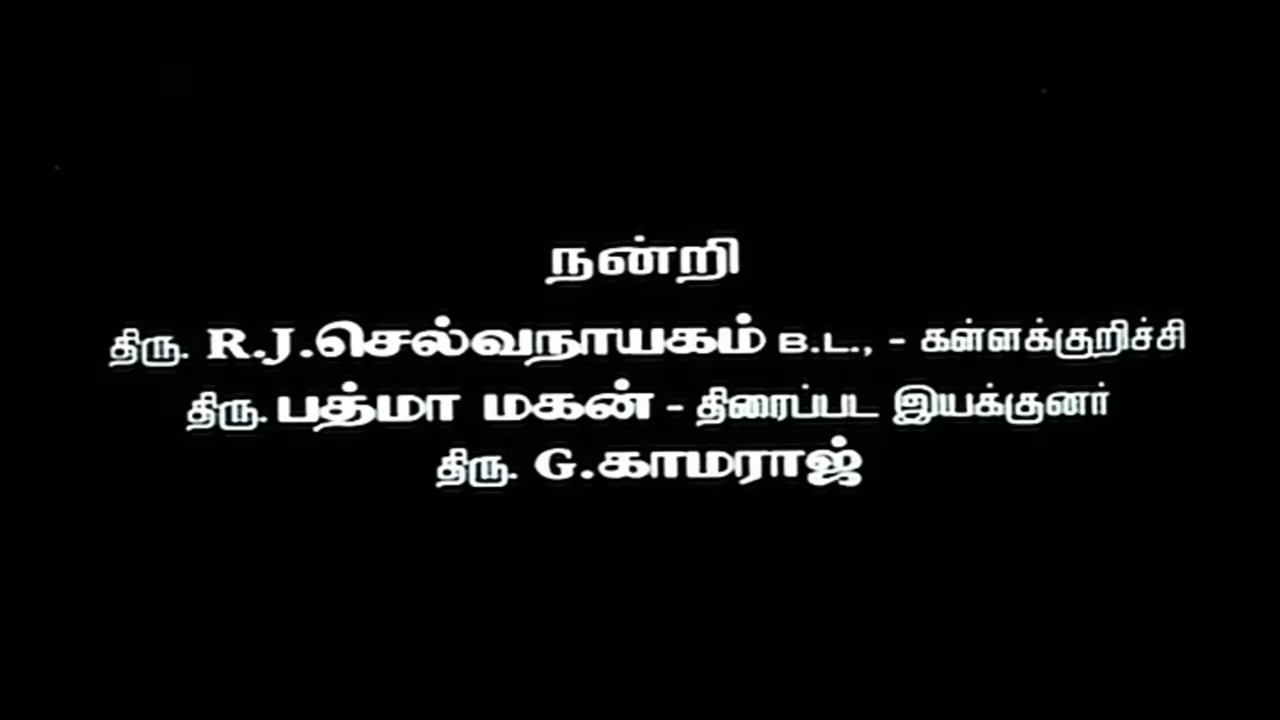 நன்றி
திரு. R.J.செல்வநாயகம் B.L., - கள்ளக்குறிச்சி
திரு. பத்மா மகன் - திரைப்பட இயக்குனர்
திரு. G.காமராஜ்